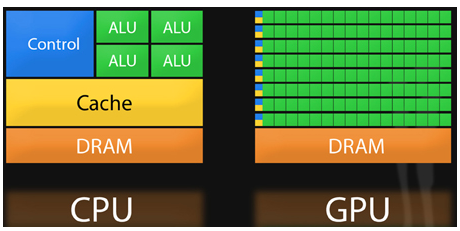 Control
ALU ALU
ALU ALU
Cache
DRAM
CPU
DRAM
GPU